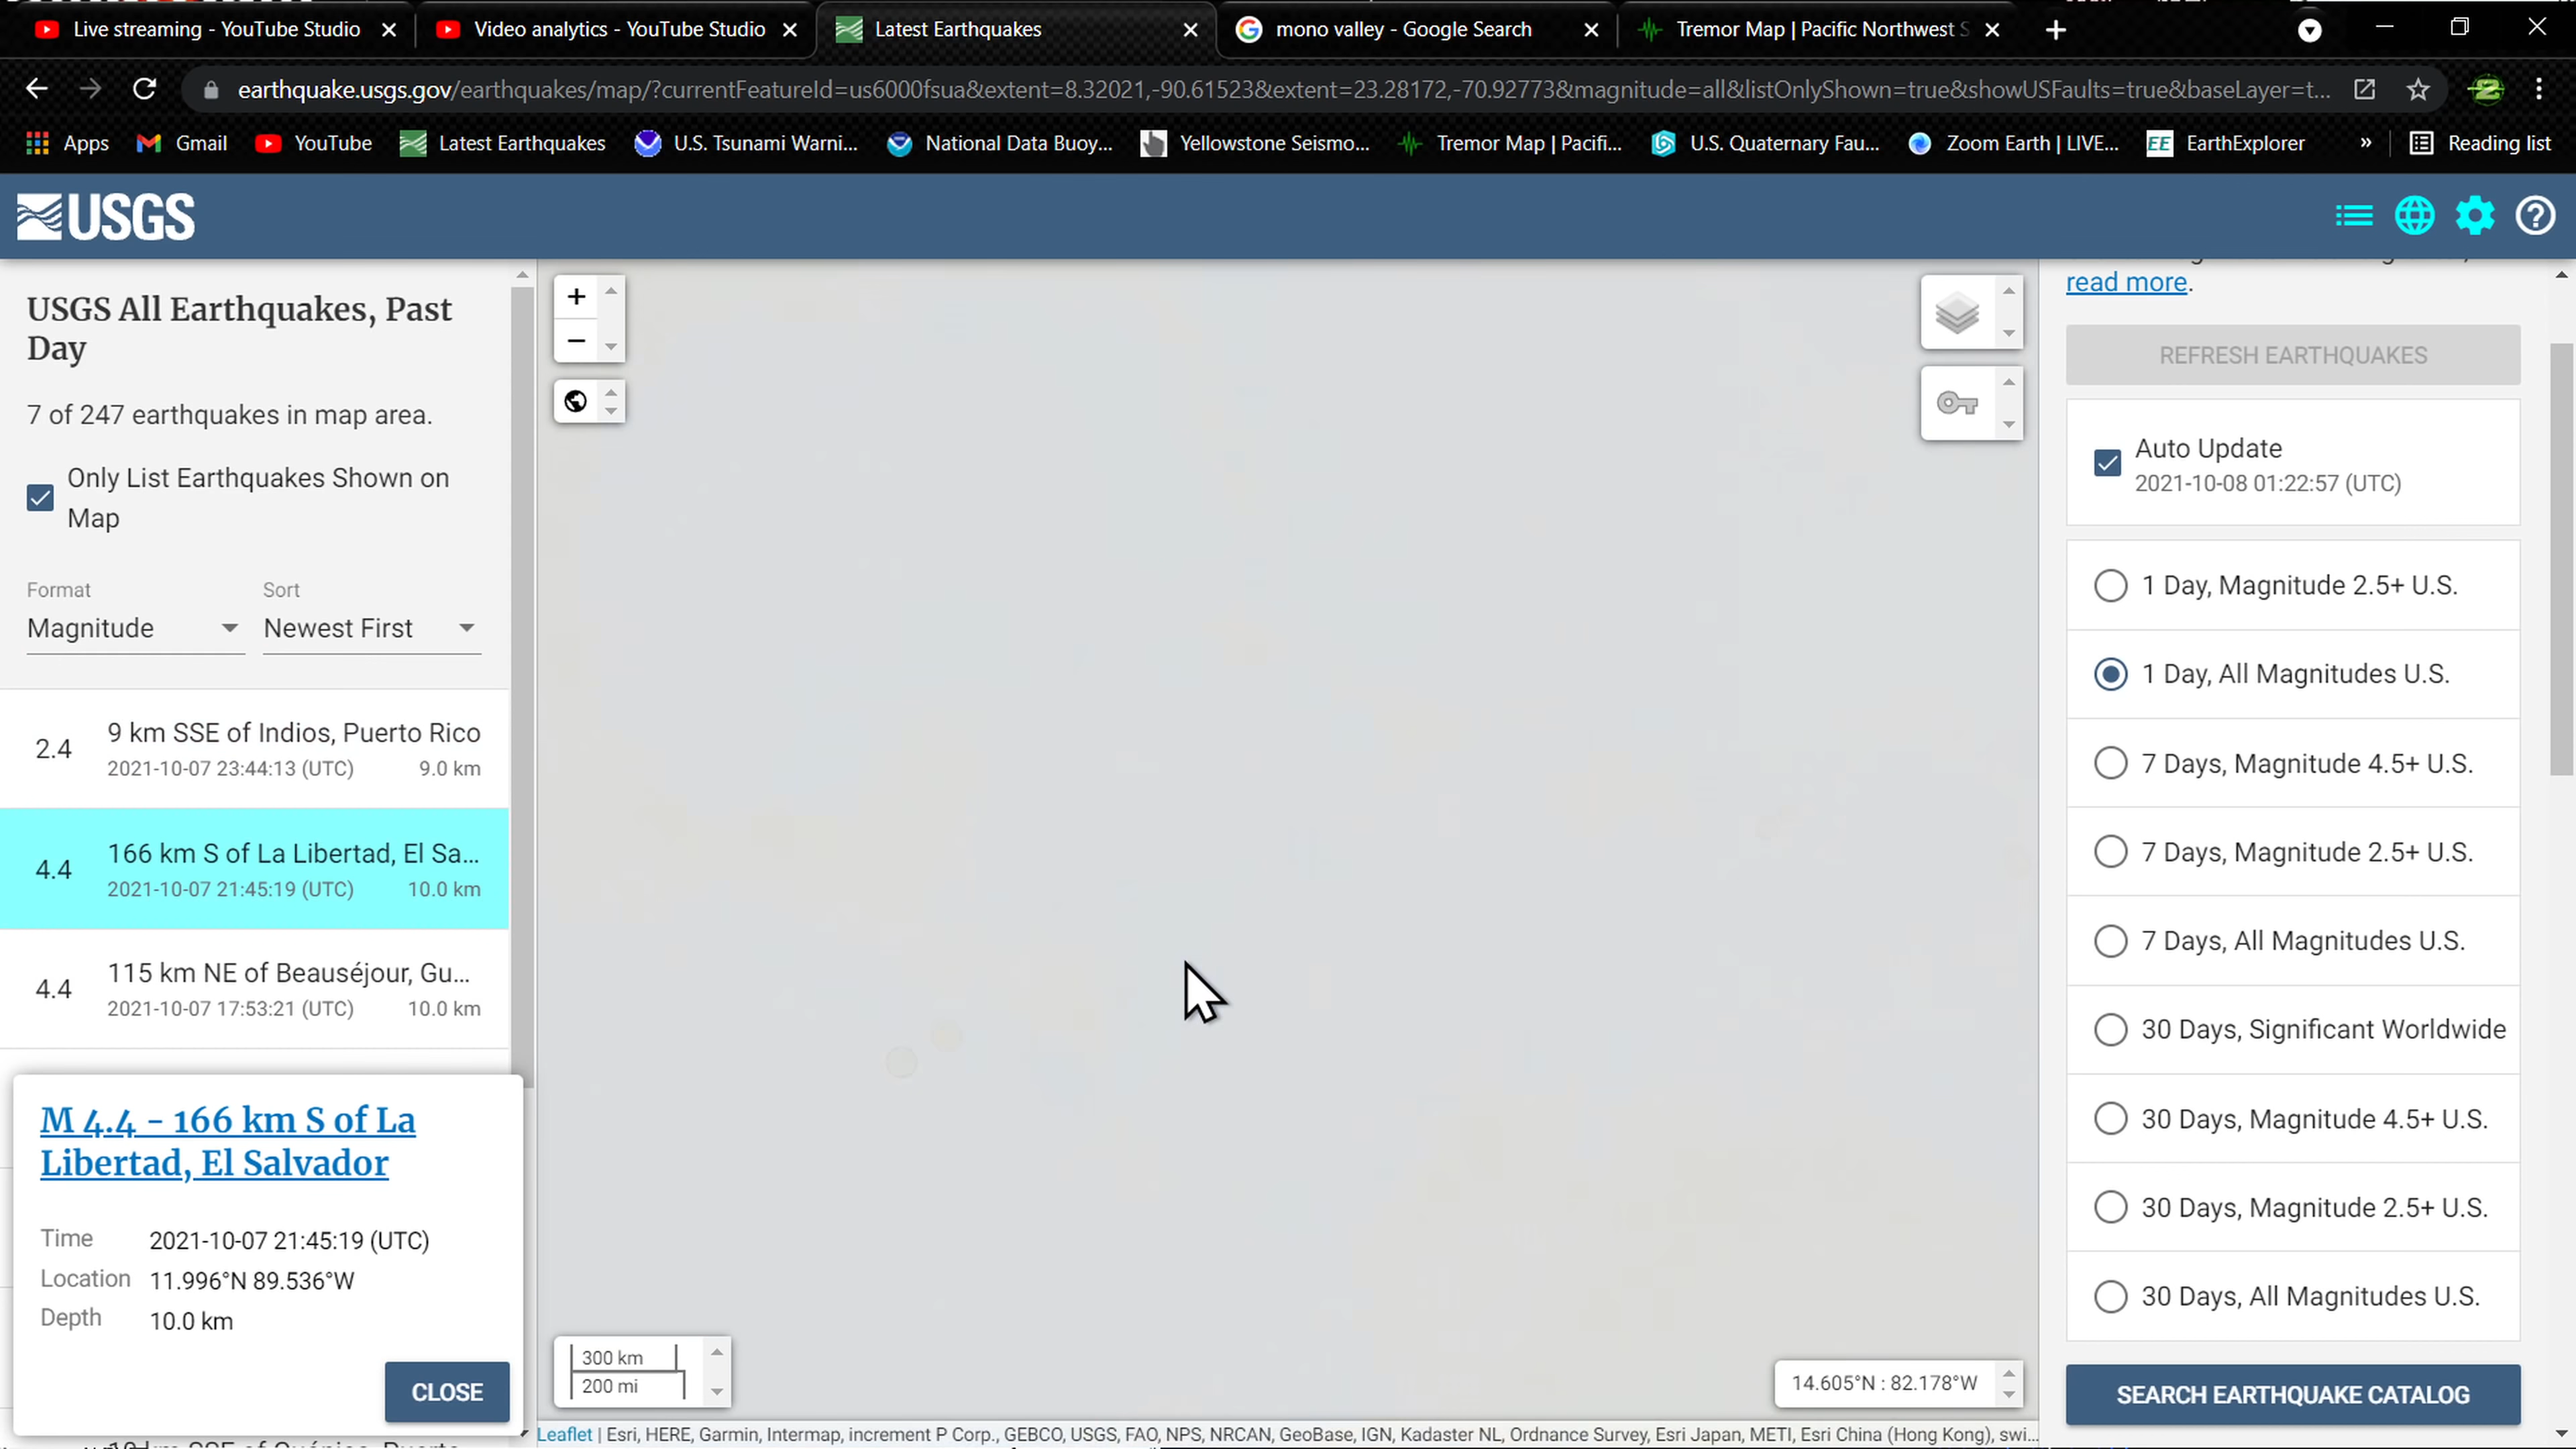 Live streaming - YouTube Studio
Video analytics - YouTube Studio
Latest Earthquakes
mono valley - Google Search
Tremor Map | Pacific Northwest S
earthquake.usgs.gov/earthquakes/map/?currentFeatureId=us6000fsua&extent=8.32021,-90.61523&extent=23.28172,-70.92773&magnitude=all&listOnlyShown=true&showUSFaults=true&baseLayer=t...
Apps
Gmail
YouTube
Latest Earthquakes
U.S. Tsunami Warni...
National Data Buoy...
Yellowstone Seismo...
Tremor Map | Pacifi...
U.S. Quaternary Fau...
Zoom Earth | LIVE...
EE EarthExplorer
»
Reading list
USGS
USGS All Earthquakes, Past
Day
7 of 247 earthquakes in map area.
Only List Earthquakes Shown on
Map
Format
Sort
Magnitude
Newest First
2.4
9 km SSE of Indios, Puerto Rico
2021-10-07 23:44:13 (UTC) 9.0 km
4.4
166 km S of La Libertad, El Sa...
2021-10-07 21:45:19 (UTC) 10.0 km
4.4
115 km NE of Beauséjour, Gu...
2021-10-07 17:53:21 (UTC) 10.0 km
M 4.4 - 166 km S of La
Libertad, El Salvador
Time 2021-10-07 21:45:19 (UTC)
Location 11.996°N 89.536°W
Depth 10.0 km
CLOSE
+
−
300 km
200 mi
14.605°N : 82.178°W
Leaflet | Esri, HERE, Garmin, Intermap, increment P Corp., GEBCO, USGS, FAO, NPS, NRCAN, GeoBase, IGN, Kadaster NL, Ordnance Survey, Esri Japan, METI, Esri China (Hong Kong), swi...
read more.
REFRESH EARTHQUAKES
Auto Update
2021-10-08 01:22:57 (UTC)
1 Day, Magnitude 2.5+ U.S.
1 Day, All Magnitudes U.S.
7 Days, Magnitude 4.5+ U.S.
7 Days, Magnitude 2.5+ U.S.
7 Days, All Magnitudes U.S.
30 Days, Significant Worldwide
30 Days, Magnitude 4.5+ U.S.
30 Days, Magnitude 2.5+ U.S.
30 Days, All Magnitudes U.S.
SEARCH EARTHQUAKE CATALOG